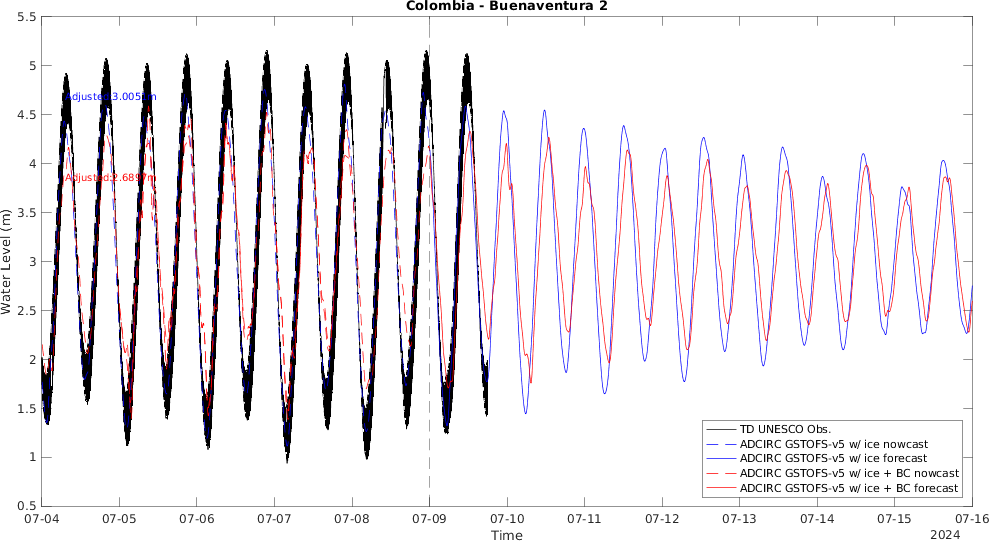 Colombia - Buenaventura 2
5.5
5
4.5
4
3.5
3
2.5
2
1.5
1
0.5
Water Level (m)
Adjusted:3.0057m
TD UNESCO Obs.
ADCIRC GSTOFS-v5 w/ ice nowcast
ADCIRC GSTOFS-v5 w/ ice forecast
ADCIRC GSTOFS-v5 w/ ice + BC nowcast
ADCIRC GSTOFS-v5 w/ ice + BC forecast
07-04 07-05 07-06 07-07 07-08 07-09 07-10 07-11 07-12 07-13 07-14 07-15 07-16
Time
2024